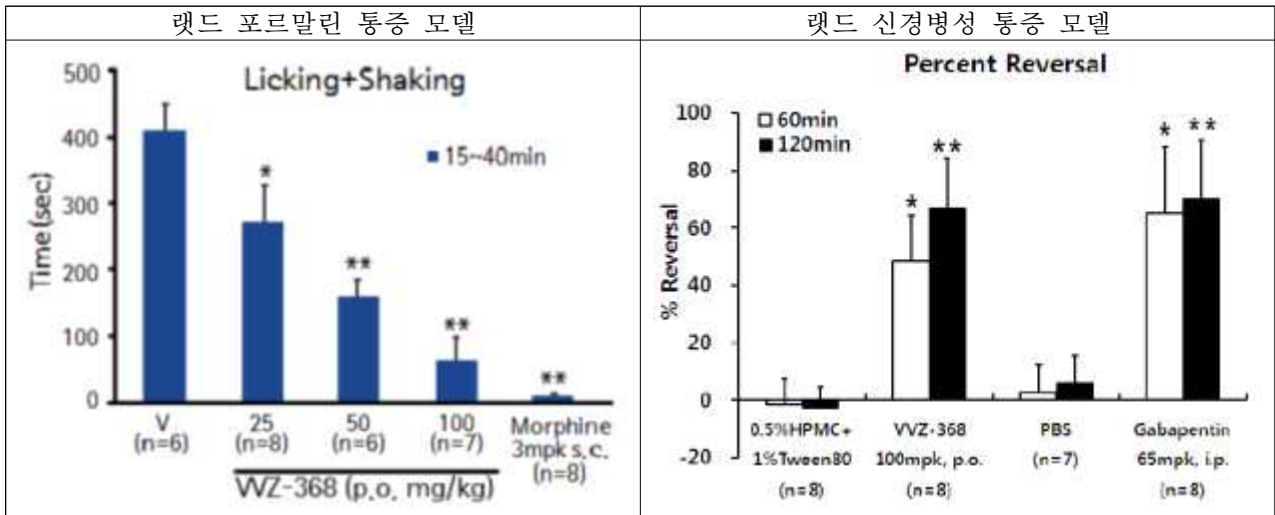 랫드 포르말린 통증 모델
랫드 신경병성 통증 모델
Licking+Shaking
15~40min
Time (sec)
500
400
300
200
100
0
*
**
**
**
V
(n=6)
25
(n=8)
50
(n=6)
100
(n=7)
Morphine
3mpk s.c.
(n=8)
VVZ-368 (p.o. mg/kg)
Percent Reversal
60min
120min
% Reversal
100
80
60
40
20
0
-20
*
**
*
**
0.5%HPMC+
1%Tween80
(n=8)
VVZ-368
100mpk, p.o.
(n=8)
PBS
(n=7)
Gabapentin
65mpk, i.p.
(n=8)